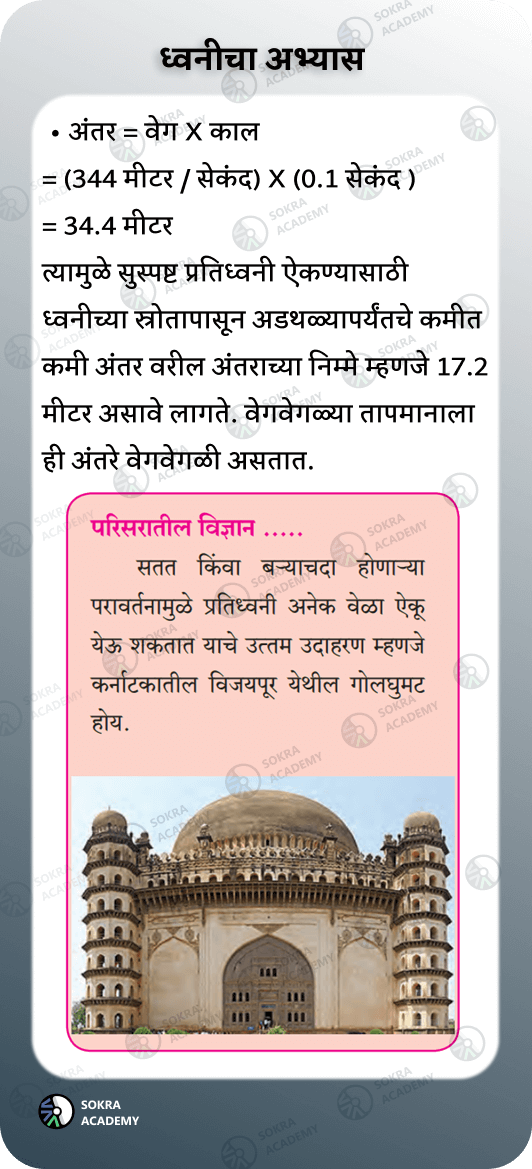 ध्वनीचा अभ्यास
• अंतर = वेग X काल
= (344 मीटर / सेकंद) X (0.1 सेकंद )
= 34.4 मीटर
त्यामुळे सुस्पष्ट प्रतिध्वनी ऐकण्यासाठी
ध्वनीच्या स्रोतापासून अडथळ्यापर्यंतचे कमीत
कमी अंतर वरील अंतराच्या निम्मे म्हणजे 17.2
मीटर असावे लागते. वेगवेगळ्या तापमानाला
ही अंतरे वेगवेगळी असतात.
परिसरातील विज्ञान .....
सतत किंवा बऱ्याचदा होणाऱ्या
परावर्तनामुळे प्रतिध्वनी अनेक वेळा ऐकू
येऊ शकतात याचे उत्तम उदाहरण म्हणजे
कर्नाटकातील विजयपूर येथील गोलघुमट
होय.
SOKRA
ACADEMY